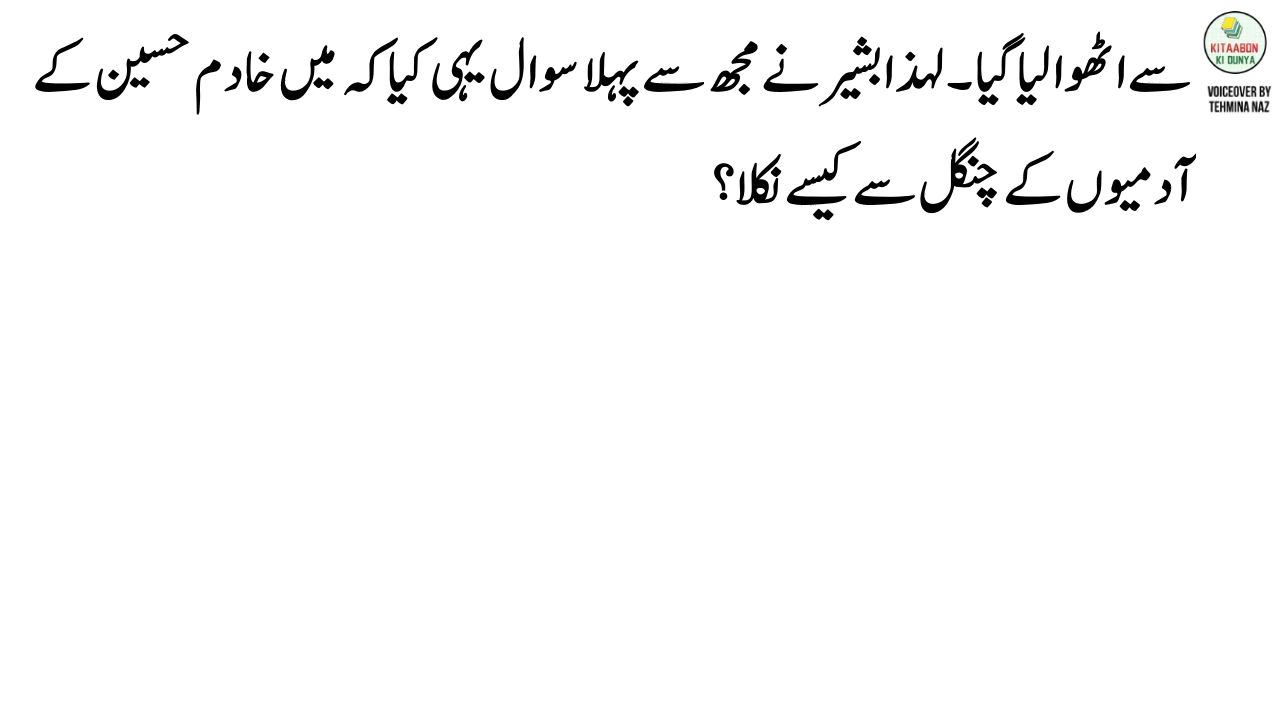 سے اٹھوا لیا گیا۔ لہذا بشیر نے مجھ سے پہلا سوال یہی کیا کہ میں خادم حسین کے
آدمیوں کے چنگل سے کیسے نکلا؟
KITAABON
KI DUNYA
VOICEOVER BY
TEHMINA NAZ